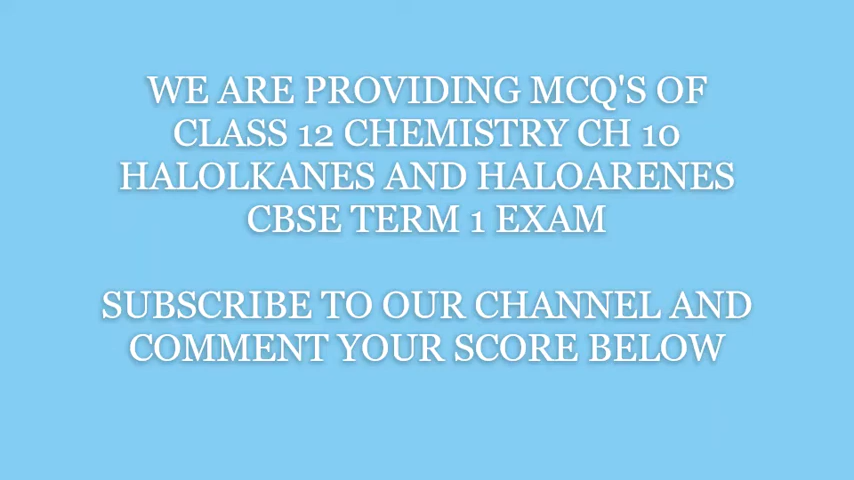 WE ARE PROVIDING MCQ'S OF
CLASS 12 CHEMISTRY CH 10
HALOLKANES AND HALOARENES
CBSE TERM 1 EXAM
SUBSCRIBE TO OUR CHANNEL AND
COMMENT YOUR SCORE BELOW